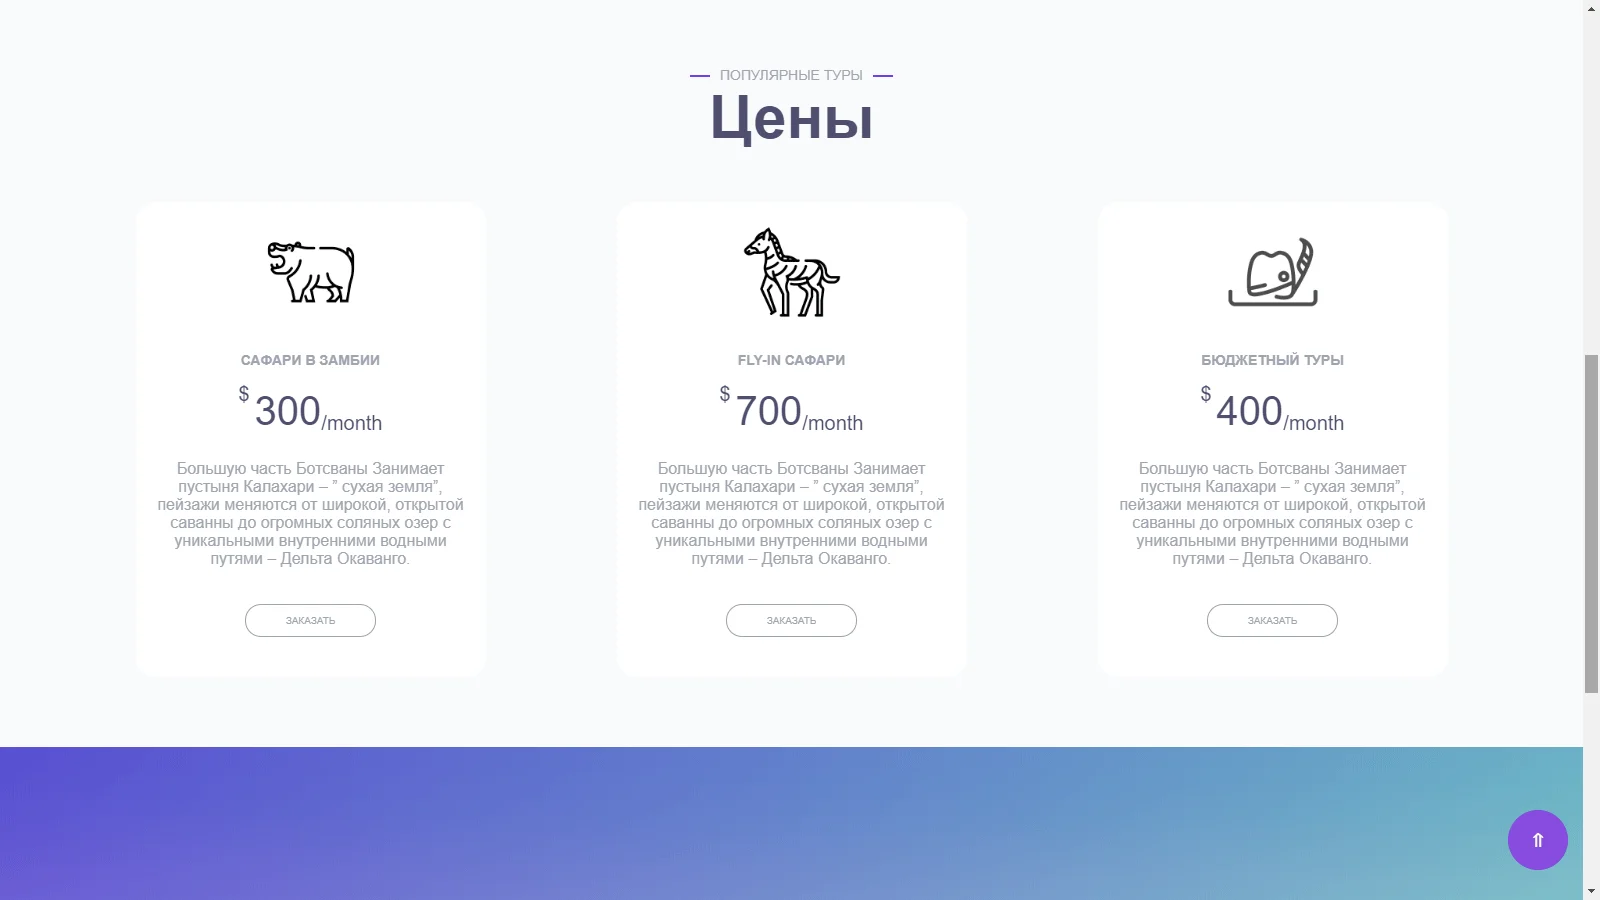 ПОПУЛЯРНЫЕ ТУРЫ
Цены
САФАРИ В ЗАМБИИ
$ 300/month
Большую часть Ботсваны Занимает
пустыня Калахари – ” сухая земля”,
пейзажи меняются от широкой, открытой
саванны до огромных соляных озер с
уникальными внутренними водными
путями – Дельта Окаванго.
ЗАКАЗАТЬ
FLY-IN САФАРИ
$ 700/month
Большую часть Ботсваны Занимает
пустыня Калахари – ” сухая земля”,
пейзажи меняются от широкой, открытой
саванны до огромных соляных озер с
уникальными внутренними водными
путями – Дельта Окаванго.
ЗАКАЗАТЬ
БЮДЖЕТНЫЙ ТУРЫ
$ 400/month
Большую часть Ботсваны Занимает
пустыня Калахари – ” сухая земля”,
пейзажи меняются от широкой, открытой
саванны до огромных соляных озер с
уникальными внутренними водными
путями – Дельта Окаванго.
ЗАКАЗАТЬ
⇑